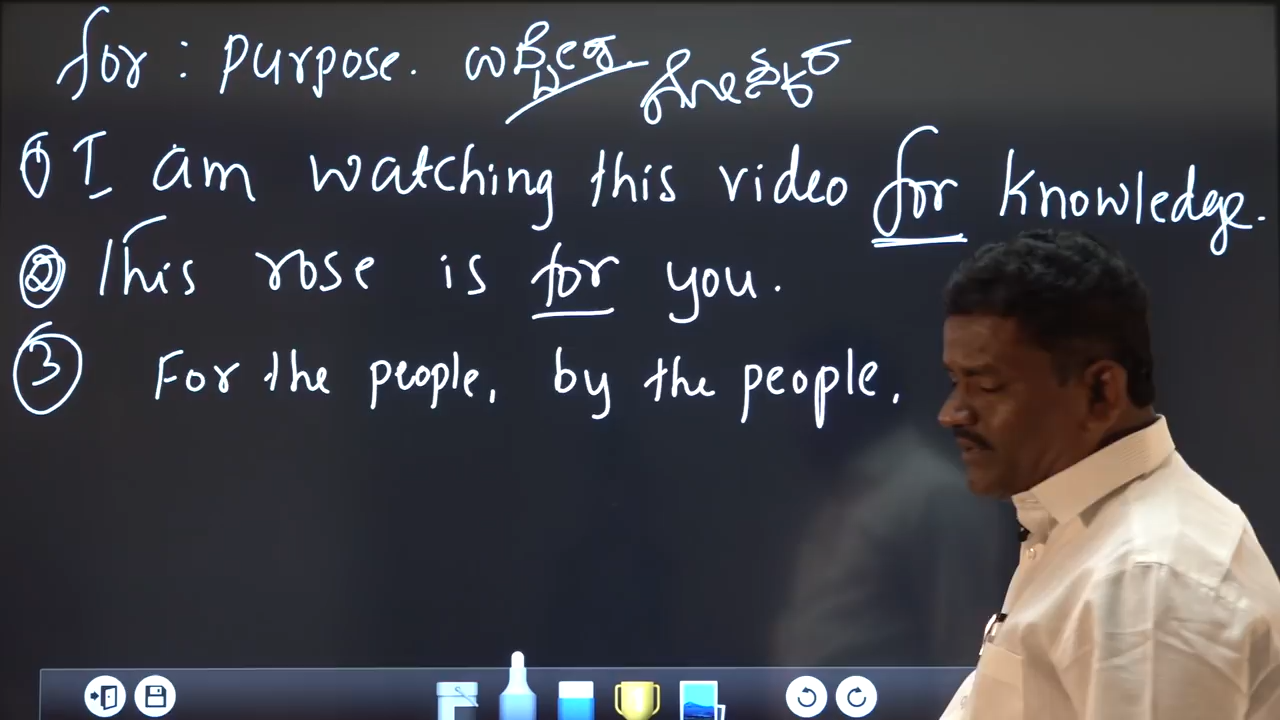 for : purpose.
① I am watching this video for knowledge.
② This rose is for you.
③ For the people, by the people,